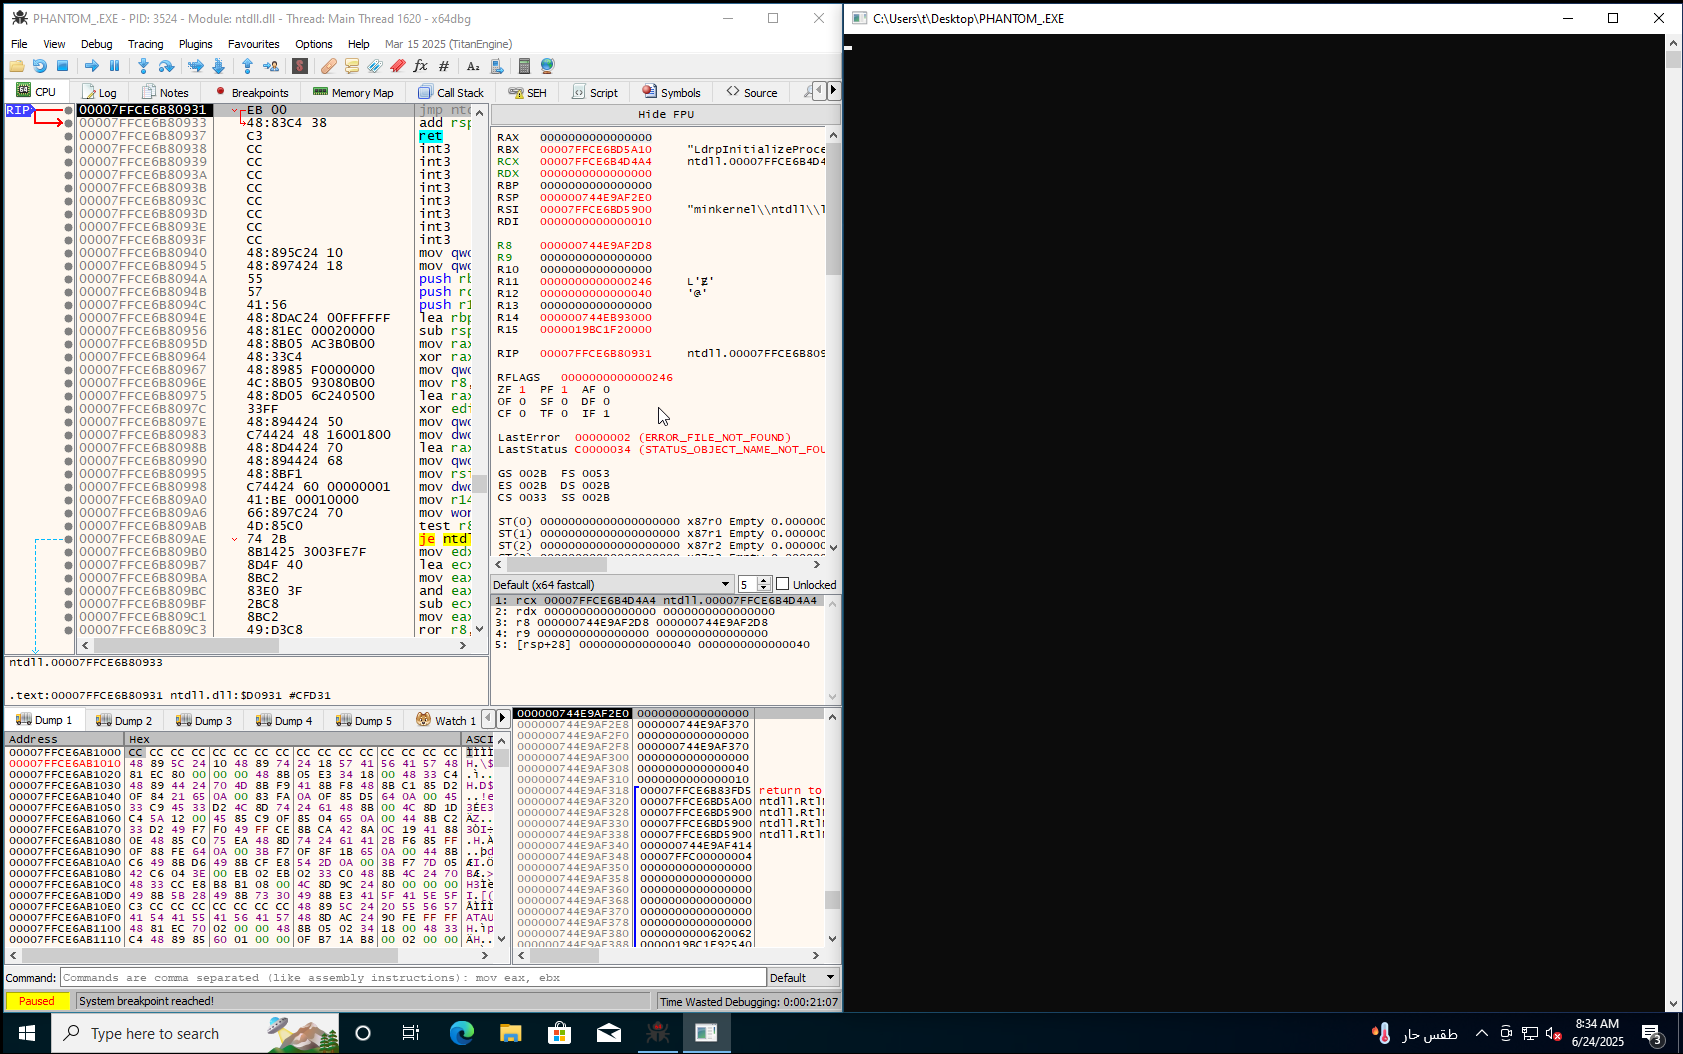 PHANTOM_.EXE - PID: 3524 - Module: ntdll.dll - Thread: Main Thread 1620 - x64dbg
File View Debug Tracing Plugins Favourites Options Help Mar 15 2025 (TitanEngine)
CPU Log Notes Breakpoints Memory Map Call Stack SEH Script Symbols Source
RIP
00007FFCE6B80931 EB 00 jmp ntd
00007FFCE6B80933 48:83C4 38 add rsp
00007FFCE6B80937 C3 ret
00007FFCE6B80938 CC int3
00007FFCE6B80939 CC int3
00007FFCE6B8093A CC int3
00007FFCE6B8093B CC int3
00007FFCE6B8093C CC int3
00007FFCE6B8093D CC int3
00007FFCE6B8093E CC int3
00007FFCE6B8093F CC int3
00007FFCE6B80940 48:895C24 10 mov qwo
00007FFCE6B80945 48:897424 18 mov qwo
00007FFCE6B8094A 55 push rb
00007FFCE6B8094B 57 push rd
00007FFCE6B8094C 41:56 push r1
00007FFCE6B8094E 48:8DAC24 00FFFFFF lea rbp
00007FFCE6B80956 48:81EC 00020000 sub rsp
00007FFCE6B8095D 48:8B05 AC3B0B00 mov rax
00007FFCE6B80964 48:33C4 xor rax
00007FFCE6B80967 48:8985 F0000000 mov qwo
00007FFCE6B8096E 4C:8B05 93080B00 mov r8,
00007FFCE6B80975 48:8D05 6C240500 lea rax
00007FFCE6B8097C 33FF xor edi
00007FFCE6B8097E 48:894424 50 mov qwo
00007FFCE6B80983 C74424 48 16001800 mov dwo
00007FFCE6B8098B 48:8D4424 70 lea rax
00007FFCE6B80990 48:894424 68 mov qwo
00007FFCE6B80995 48:8BF1 mov rsi
00007FFCE6B80998 C74424 60 00000001 mov dwo
00007FFCE6B809A0 41:BE 00010000 mov r14
00007FFCE6B809A6 66:897C24 70 mov wor
00007FFCE6B809AB 4D:85C0 test r8
00007FFCE6B809AE 74 2B je ntdl
00007FFCE6B809B0 8B1425 3003FE7F mov edx
00007FFCE6B809B7 8D4F 40 lea ecx
00007FFCE6B809BA 8BC2 mov eax
00007FFCE6B809BC 83E0 3F and eax
00007FFCE6B809BF 2BC8 sub ecx
00007FFCE6B809C1 8BC2 mov eax
00007FFCE6B809C3 49:D3C8 ror r8,
ntdll.00007FFCE6B80933
.text:00007FFCE6B80931 ntdll.dll:$D0931 #CFD31
Hide FPU
RAX 0000000000000000
RBX 00007FFCE6BD5A10 "LdrpInitializeProce
RCX 00007FFCE6B4D4A4 ntdll.00007FFCE6B4D4
RDX 0000000000000000
RBP 0000000000000000
RSP 000000744E9AF2E0
RSI 00007FFCE6BD5900 "minkernel\\ntdll\\l
RDI 0000000000000010
R8 000000744E9AF2D8
R9 0000000000000000
R10 0000000000000000
R11 0000000000000246 L'Ɇ'
R12 0000000000000040 '@'
R13 0000000000000000
R14 000000744EB93000
R15 0000019BC1F20000
RIP 00007FFCE6B80931 ntdll.00007FFCE6B809
RFLAGS 0000000000000246
ZF 1 PF 1 AF 0
OF 0 SF 0 DF 0
CF 0 TF 0 IF 1
LastError 00000002 (ERROR_FILE_NOT_FOUND)
LastStatus C0000034 (STATUS_OBJECT_NAME_NOT_FOU
GS 002B FS 0053
ES 002B DS 002B
CS 0033 SS 002B
ST(0) 00000000000000000000 x87r0 Empty 0.000000
ST(1) 00000000000000000000 x87r1 Empty 0.000000
ST(2) 00000000000000000000 x87r2 Empty 0.000000
Default (x64 fastcall) 5 Unlocked
1: rcx 00007FFCE6B4D4A4 ntdll.00007FFCE6B4D4A4
2: rdx 0000000000000000 0000000000000000
3: r8 000000744E9AF2D8 000000744E9AF2D8
4: r9 0000000000000000 0000000000000000
5: [rsp+28] 0000000000000040 0000000000000040
Dump 1 Dump 2 Dump 3 Dump 4 Dump 5 Watch 1
Address Hex ASCI
00007FFCE6AB1000 CC CC CC CC CC CC CC CC CC CC CC CC CC CC CC CC ÌÌÌÌ
00007FFCE6AB1010 48 89 5C 24 10 48 89 74 24 18 57 41 56 41 57 48 H.\$
00007FFCE6AB1020 81 EC 80 00 00 00 48 8B 05 E3 34 18 00 48 33 C4 .ì..
00007FFCE6AB1030 48 89 44 24 70 4D 8B F9 41 8B F8 48 8B C1 85 D2 H.D$
00007FFCE6AB1040 0F 84 21 65 0A 00 83 FA 0A 0F 85 D5 64 0A 00 45 ..!e
00007FFCE6AB1050 33 C9 45 33 D2 4C 8D 74 24 61 48 8B 00 4C 8D 1D 3ÉE3
00007FFCE6AB1060 C4 5A 12 00 45 85 C9 0F 85 04 65 0A 00 44 8B C2 ÄZ..
00007FFCE6AB1070 33 D2 49 F7 F0 49 FF CE 8B CA 42 8A 0C 19 41 88 3ÒI÷
00007FFCE6AB1080 0E 48 85 C0 75 EA 48 8D 74 24 61 41 2B F6 85 FF .H.À
00007FFCE6AB1090 0F 88 FE 64 0A 00 3B F7 0F 8F 1B 65 0A 00 44 8B ..þd
00007FFCE6AB10A0 C6 49 8B D6 49 8B CF E8 54 2D 0A 00 3B F7 7D 05 ÆI.Ö
00007FFCE6AB10B0 42 C6 04 3E 00 EB 02 EB 02 33 C0 48 8B 4C 24 70 BÆ.>
00007FFCE6AB10C0 48 33 CC E8 B8 B1 08 00 4C 8D 9C 24 80 00 00 00 H3Ìè
00007FFCE6AB10D0 49 8B 5B 28 49 8B 73 30 49 8B E3 41 5F 41 5E 5F I.[(
00007FFCE6AB10E0 C3 CC CC CC CC CC CC CC 48 89 5C 24 20 55 56 57 ÃÌÌÌ
00007FFCE6AB10F0 41 54 41 55 41 56 41 57 48 8D AC 24 90 FE FF FF ATAU
00007FFCE6AB1100 48 81 EC 70 02 00 00 48 8B 05 02 34 18 00 48 33 H.ìp
00007FFCE6AB1110 C4 48 89 85 60 01 00 00 0F B7 1A B8 00 02 00 00 ÄH..
000000744E9AF2E0 0000000000000000
000000744E9AF2E8 000000744E9AF370
000000744E9AF2F0 0000000000000000
000000744E9AF2F8 000000744E9AF370
000000744E9AF300 0000000000000000
000000744E9AF308 0000000000000040
000000744E9AF310 0000000000000010
000000744E9AF318 00007FFCE6B83FD5 return to
000000744E9AF320 00007FFCE6BD5A00 ntdll.Rtl
000000744E9AF328 00007FFCE6BD5900 ntdll.Rtl
000000744E9AF330 00007FFCE6BD5900 ntdll.Rtl
000000744E9AF338 00007FFCE6BD5900 ntdll.Rtl
000000744E9AF340 000000744E9AF414
000000744E9AF348 00007FFC00000004
000000744E9AF350 0000000000000000
000000744E9AF358 0000000000000000
000000744E9AF360 0000000000000000
000000744E9AF368 0000000000000000
000000744E9AF370 0000000000000000
000000744E9AF378 0000000000000000
000000744E9AF380 0000000000620062
000000744E9AF388 0000019BC1E92540
Command: Commands are comma separated (like assembly instructions): mov eax, ebx Default
Paused System breakpoint reached! Time Wasted Debugging: 0:00:21:07
C:\Users\t\Desktop\PHANTOM_.EXE
Type here to search
طقس حار
8:34 AM
6/24/2025
3